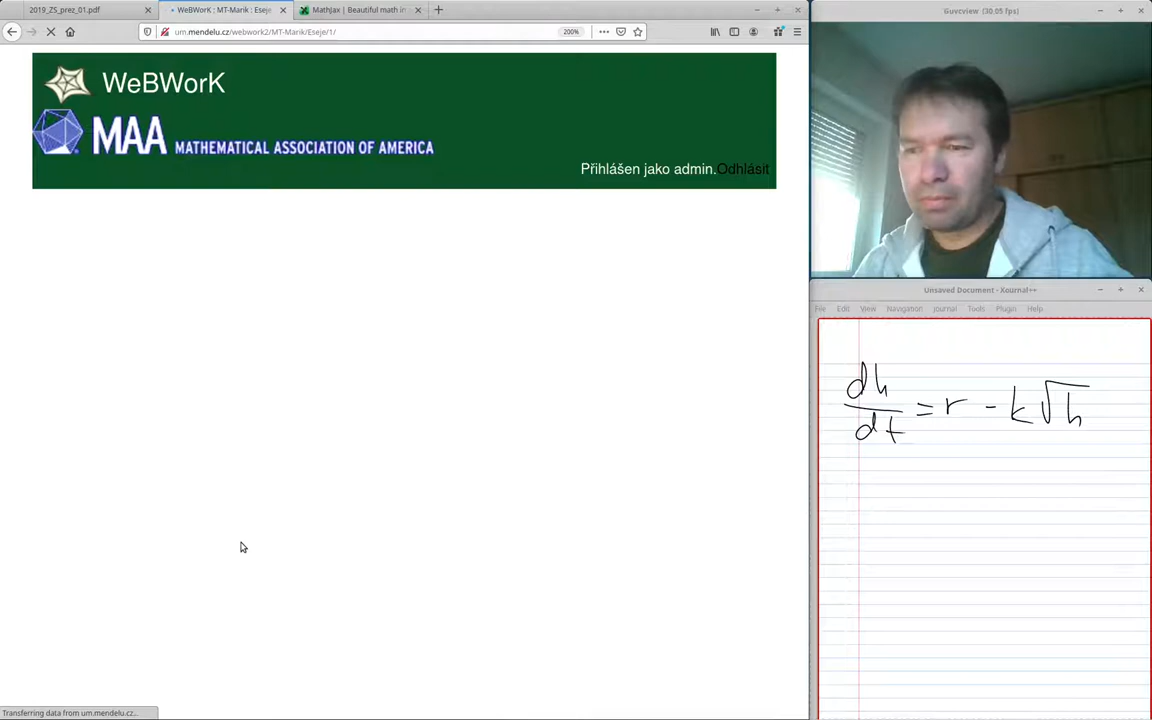 2019_ZS_prez_01.pdf
WeBWorK : MT-Marik : Eseje
MathJax | Beautiful math in
um.mendelu.cz/webwork2/MT-Marik/Eseje/1/
200%
WeBWorK
MAA MATHEMATICAL ASSOCIATION OF AMERICA
Přihlášen jako admin. Odhlásit
Transferring data from um.mendelu.cz…
Guvcview (30.05 fps)
Unsaved Document - Xournal++
File Edit View Navigation Journal Tools Plugin Help
dh/dt = r - k√h